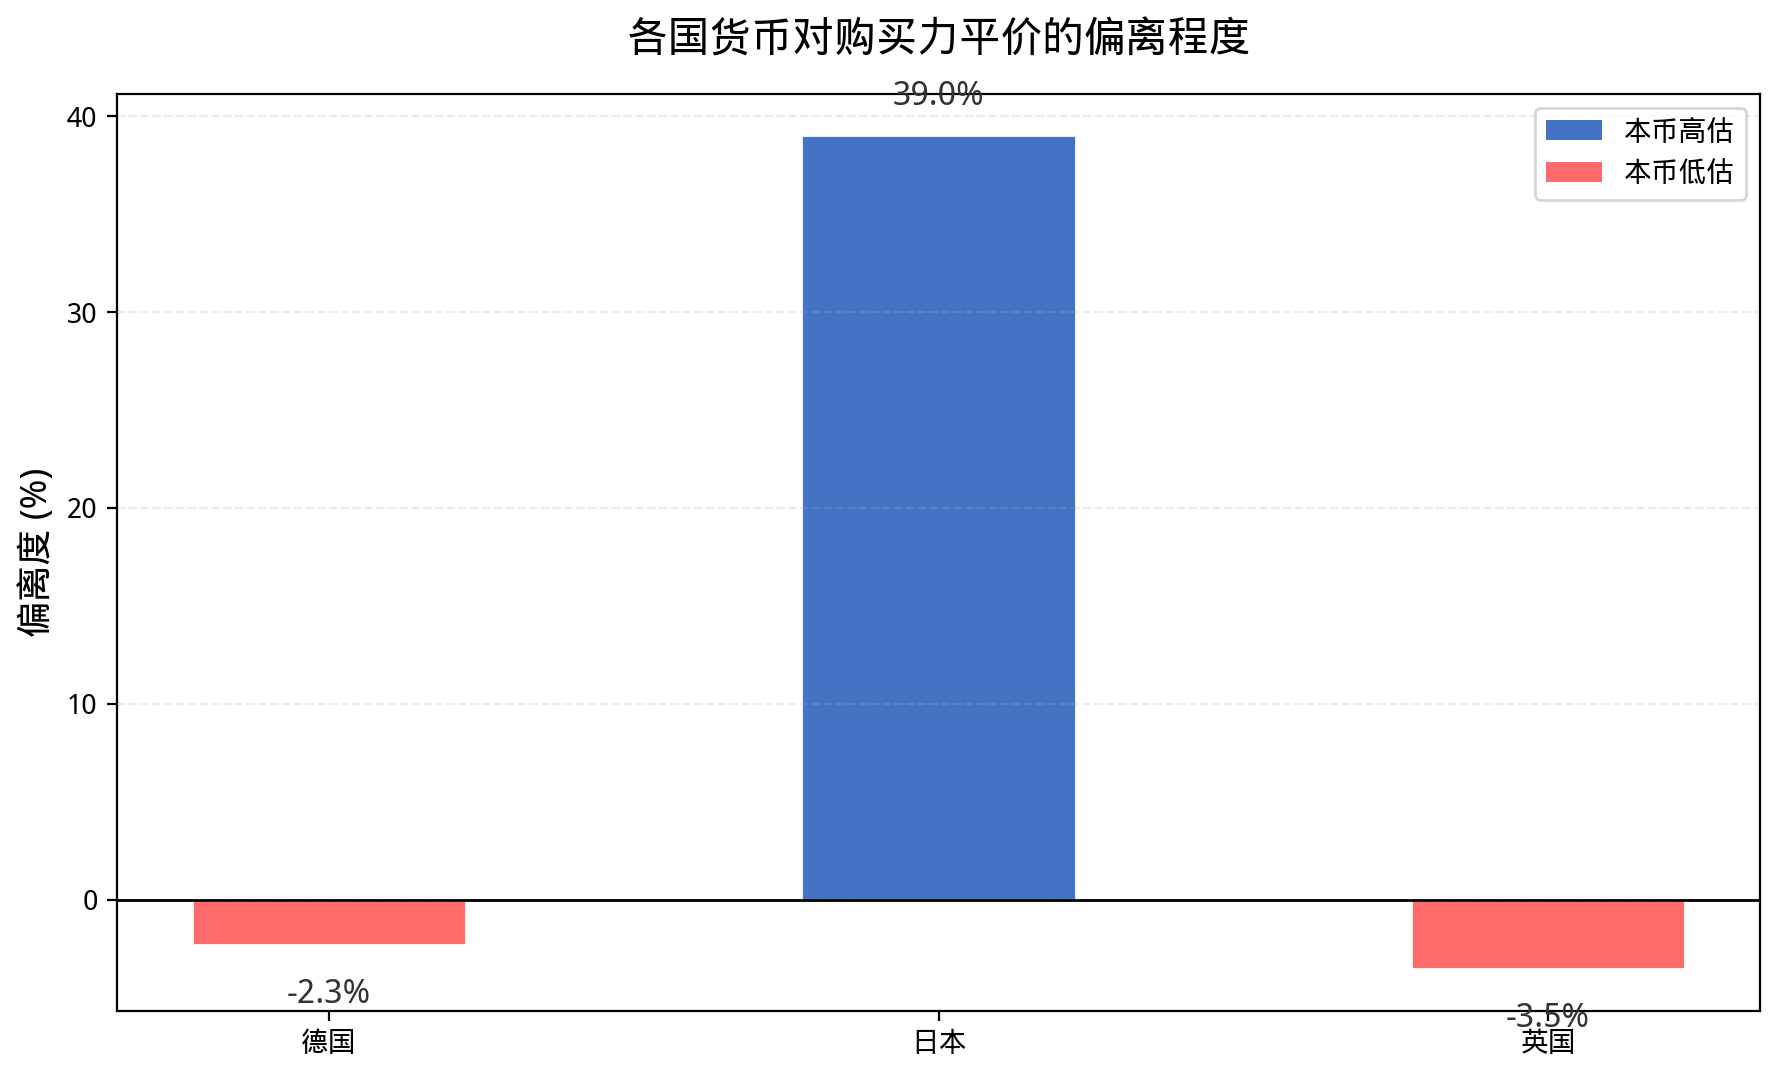 各国货币对购买力平价的偏离程度
39.0%
本币高估
本币低估
偏离度 (%)
40
30
20
10
0
-2.3%
-3.5%
德国
日本
英国